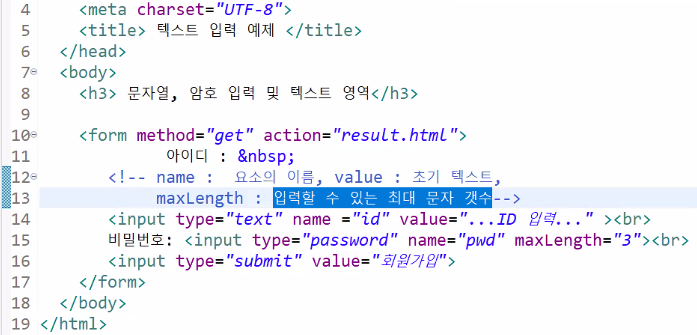 4 <meta charset="UTF-8">
5 <title> 텍스트 입력 예제 </title>
6 </head>
7 <body>
8 <h3> 문자열, 암호 입력 및 텍스트 영역</h3>
9
10 <form method="get" action="result.html">
11 아이디 : &nbsp;
12 <!-- name :  요소의 이름, value : 초기 텍스트,
13 maxLength : 입력할 수 있는 최대 문자 갯수-->
14 <input type="text" name ="id" value="...ID 입력..." ><br>
15 비밀번호: <input type="password" name="pwd" maxLength="3"><br>
16 <input type="submit" value="회원가입">
17 </form>
18 </body>
19 </html>